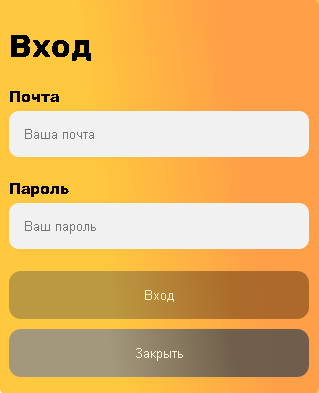 Вход
Почта
Ваша почта
Пароль
Ваш пароль
Вход
Закрыть